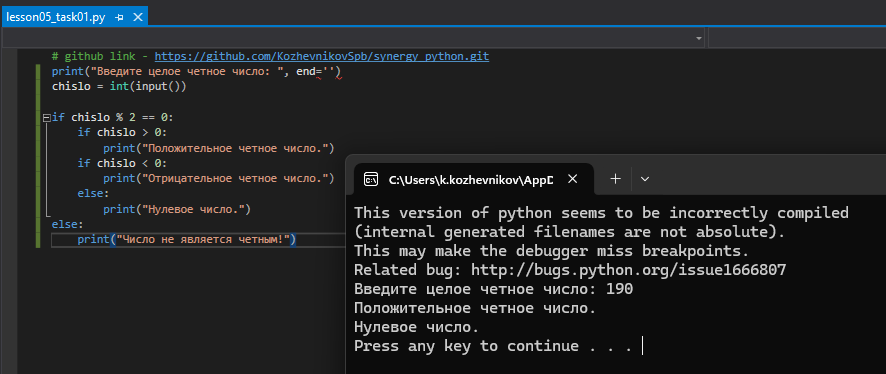 lesson05_task01.py
# github link - https://github.com/KozhevnikovSpb/synergy_python.git
print("Введите целое четное число: ", end='')
chislo = int(input())
if chislo % 2 == 0:
if chislo > 0:
print("Положительное четное число.")
if chislo < 0:
print("Отрицательное четное число.")
else:
print("Нулевое число.")
else:
print("Число не является четным!")
C:\Users\k.kozhevnikov\AppD
This version of python seems to be incorrectly compiled
(internal generated filenames are not absolute).
This may make the debugger miss breakpoints.
Related bug: http://bugs.python.org/issue1666807
Введите целое четное число: 190
Положительное четное число.
Нулевое число.
Press any key to continue . . .